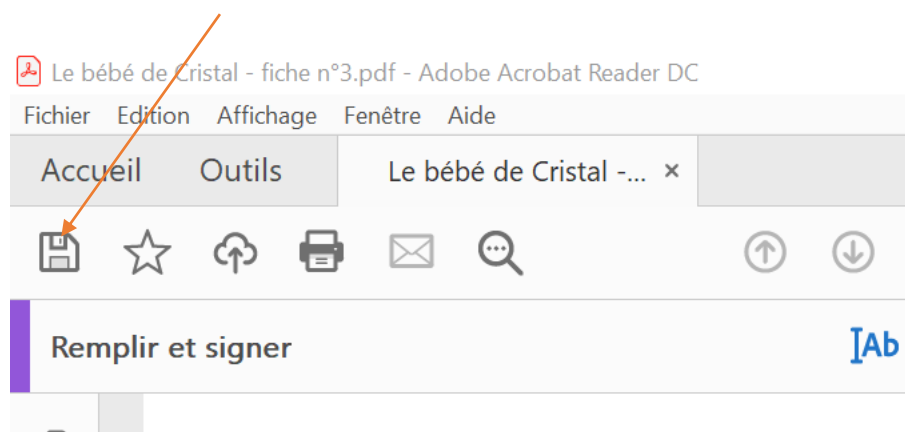 Le bébé de Cristal - fiche n°3.pdf - Adobe Acrobat Reader DC
Fichier Edition Affichage Fenêtre Aide
Accueil Outils Le bébé de Cristal -... ×
Remplir et signer Ab